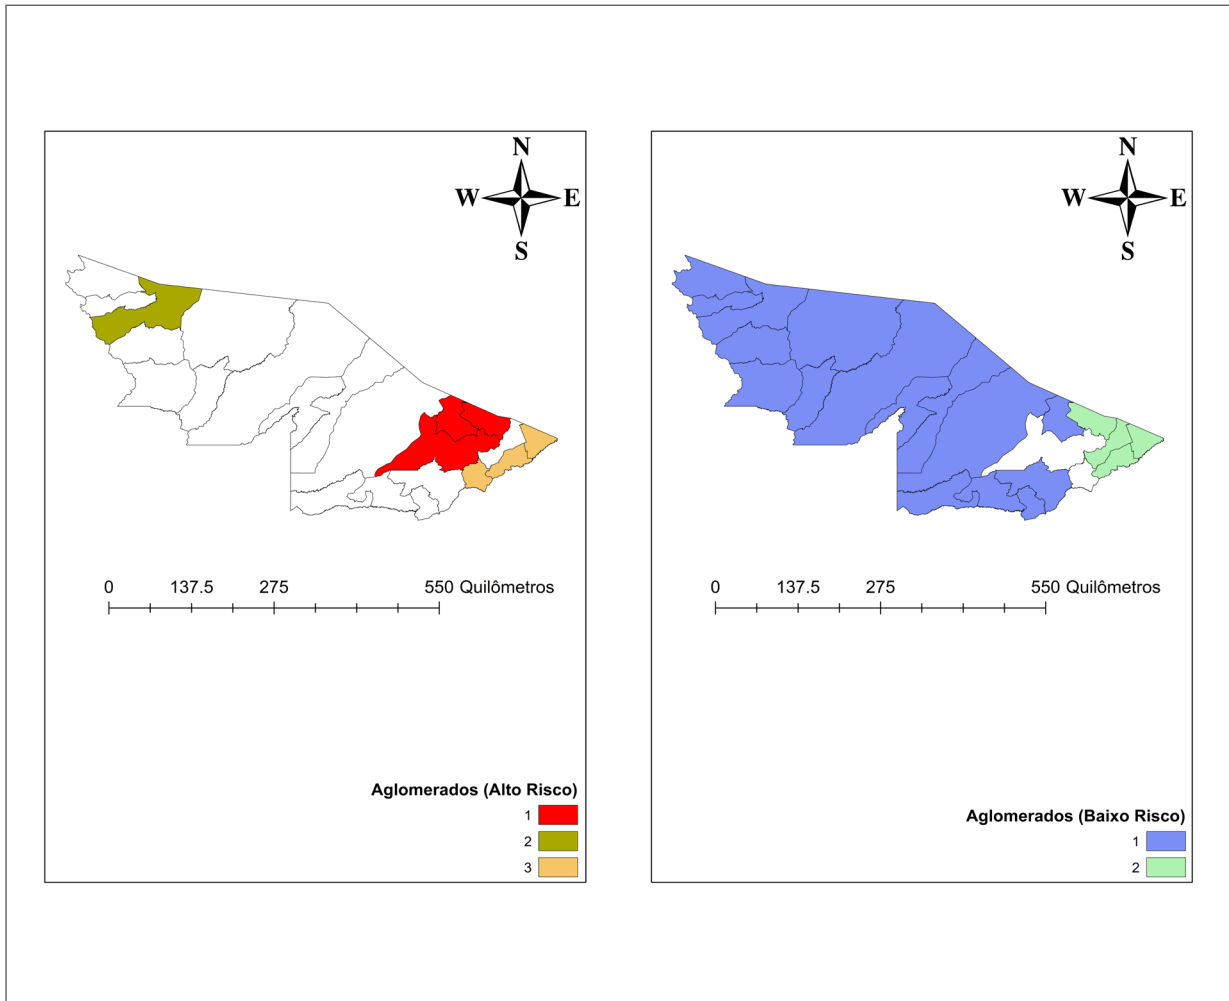 N
W E
S
0 137.5 275 550 Quilômetros
Aglomerados (Alto Risco)
1
2
3
N
W E
S
0 137.5 275 550 Quilômetros
Aglomerados (Baixo Risco)
1
2